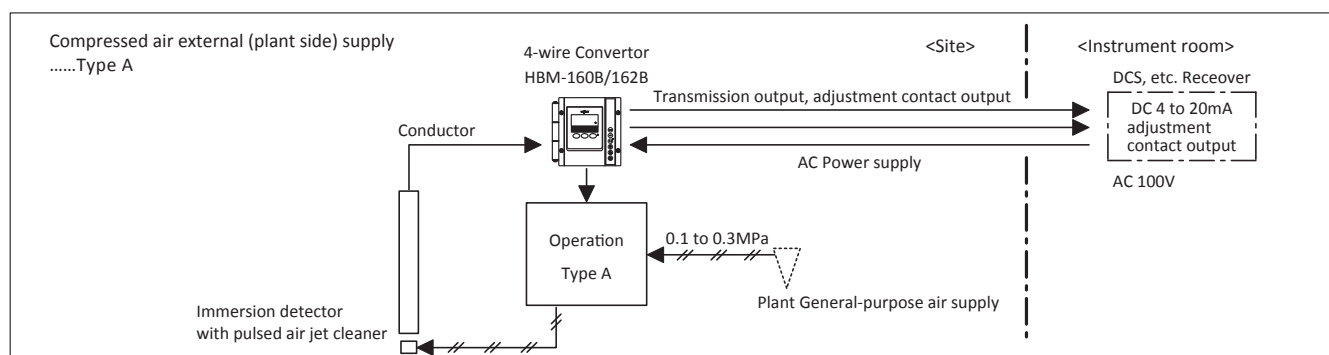 Compressed air external (plant side) supply
......Type A
4-wire Convertor
HBM-160B/162B
<Site>
<Instrument room>
DCS, etc. Receover
Transmission output, adjustment contact output
DC 4 to 20mA
adjustment
contact output
Conductor
AC Power supply
AC 100V
Operation
Type A
0.1 to 0.3MPa
Plant General-purpose air supply
Immersion detector
with pulsed air jet cleaner